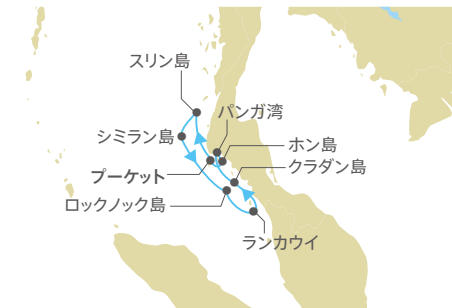 スリン島
パンガ湾
シミラン島
ホン島
クラダン島
プーケット
ロックノック島
ランカウイ